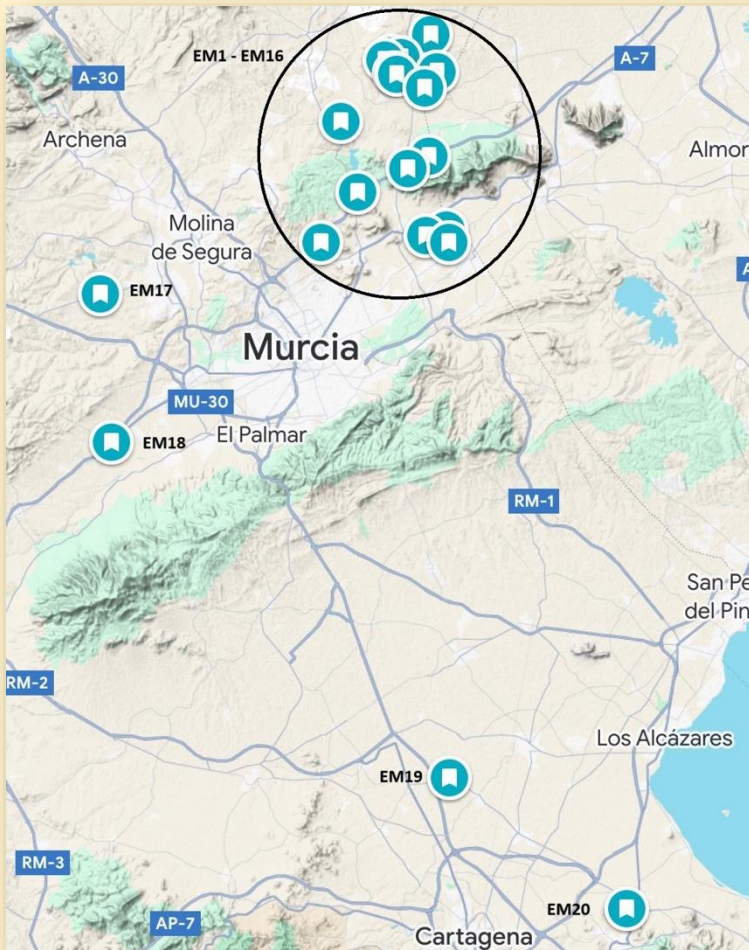 EM1 - EM16
A-7
A-30
Archena
Almor
Molina
de Segura
A
EM17
Murcia
MU-30
El Palmar
EM18
RM-1
San Pe
del Pin
RM-2
Los Alcázares
EM19
RM-3
EM20
AP-7
Cartagena